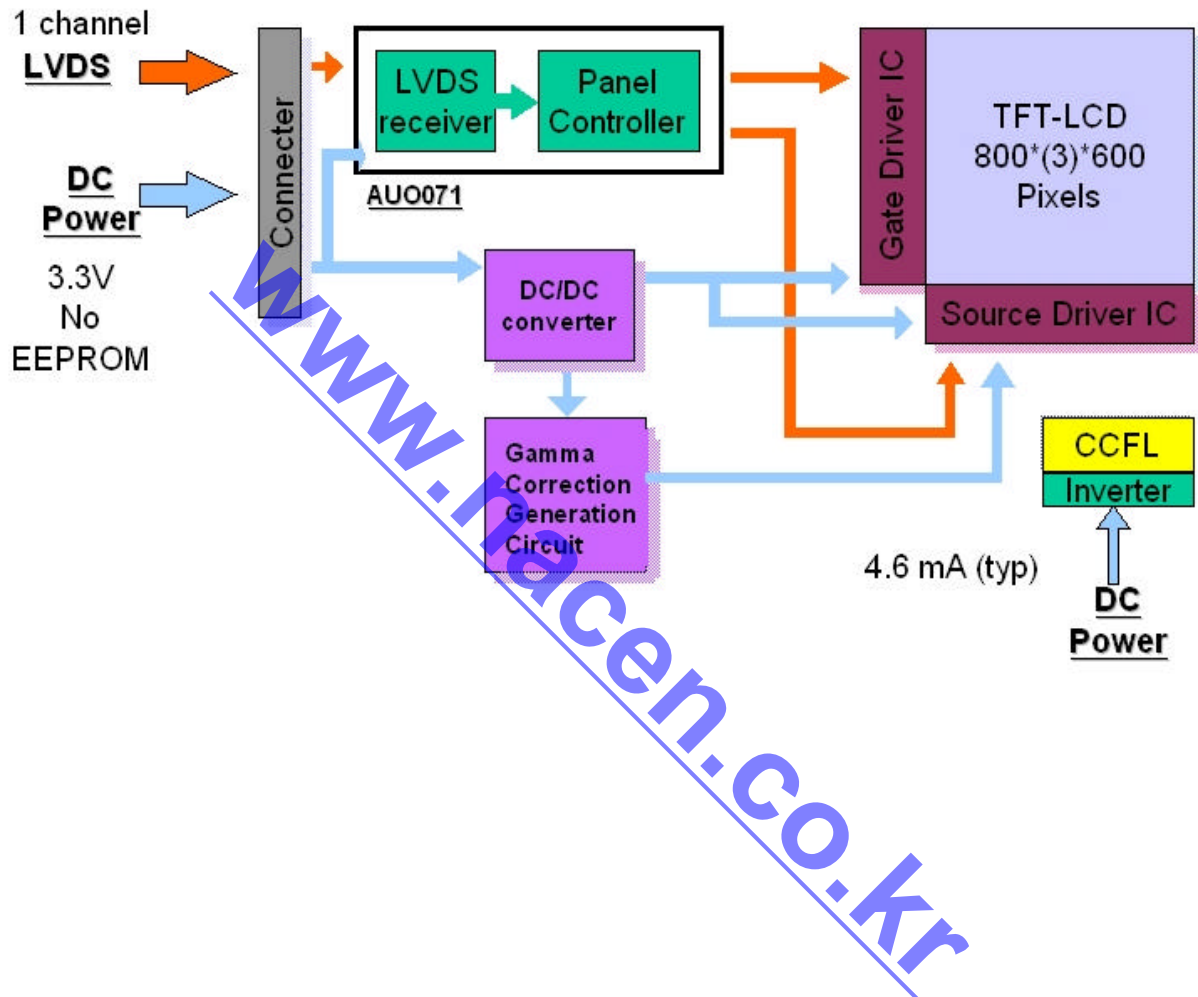 1 channel
LVDS
DC
Power
3.3V
No
EEPROM
Connecter
LVDS
receiver
Panel
Controller
AUO071
DC/DC
converter
Gamma
Correction
Generation
Circuit
Gate Driver IC
TFT-LCD
800*(3)*600
Pixels
Source Driver IC
CCFL
Inverter
4.6 mA (typ)
DC
Power
www.nacen.co.kr